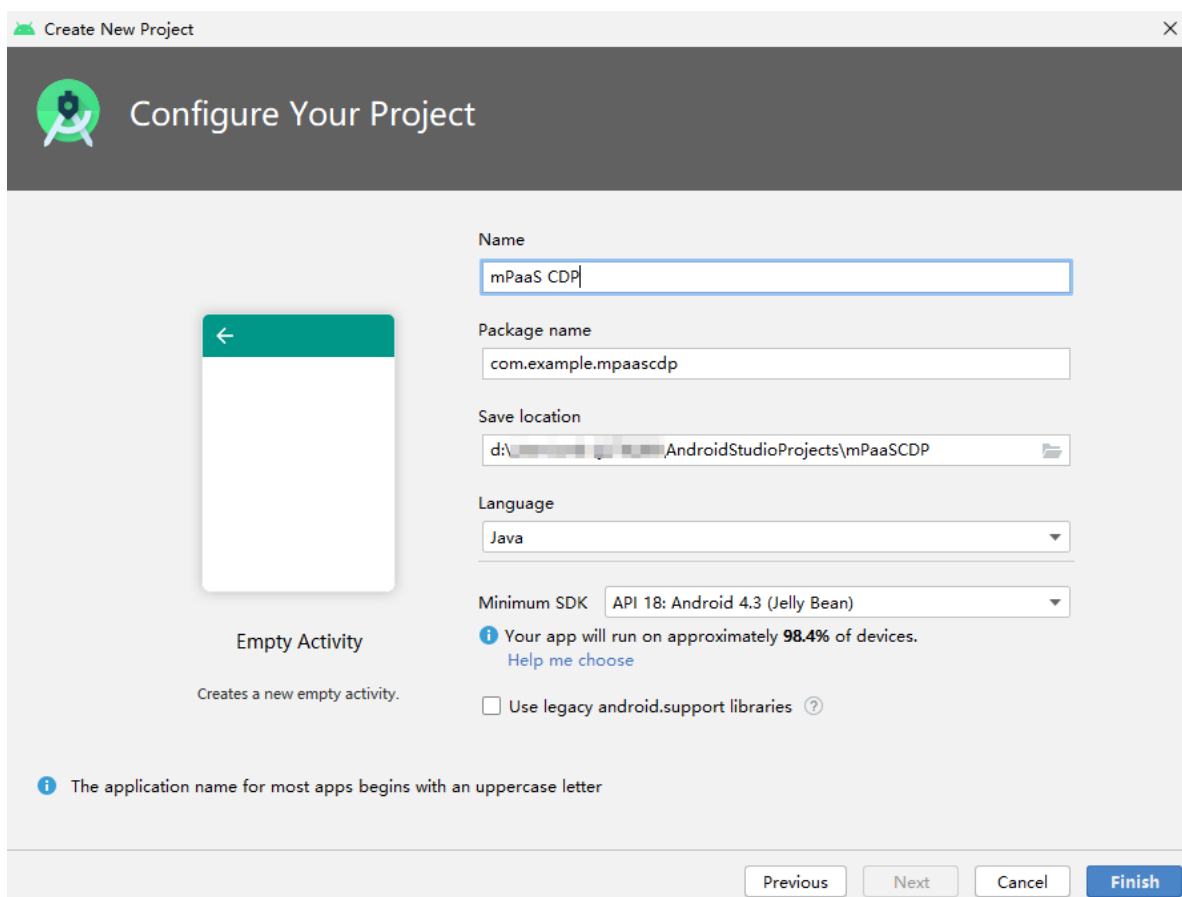 Create New Project
Configure Your Project
Name
mPaaS CDP
Package name
com.example.mpaascdp
Save location
d:\ AndroidStudioProjects\mPaaSCDP
Language
Java
Minimum SDK API 18: Android 4.3 (Jelly Bean)
Your app will run on approximately 98.4% of devices.
Help me choose
Use legacy android.support libraries ?
Empty Activity
Creates a new empty activity.
The application name for most apps begins with an uppercase letter
Previous Next Cancel Finish